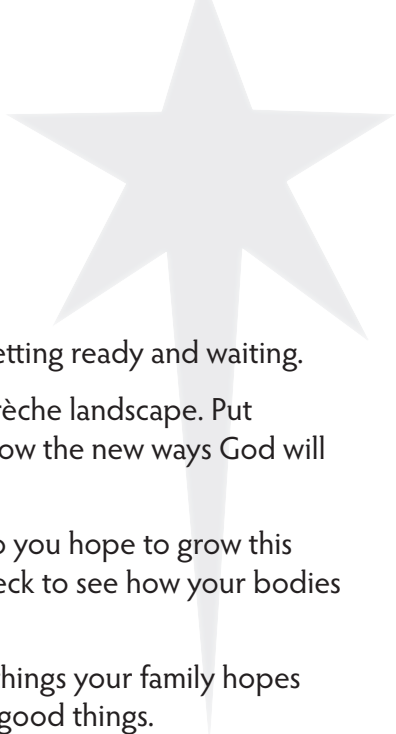 etting ready and waiting.
rèche landscape. Put
ow the new ways God will
o you hope to grow this
eck to see how your bodies
things your family hopes
good things.